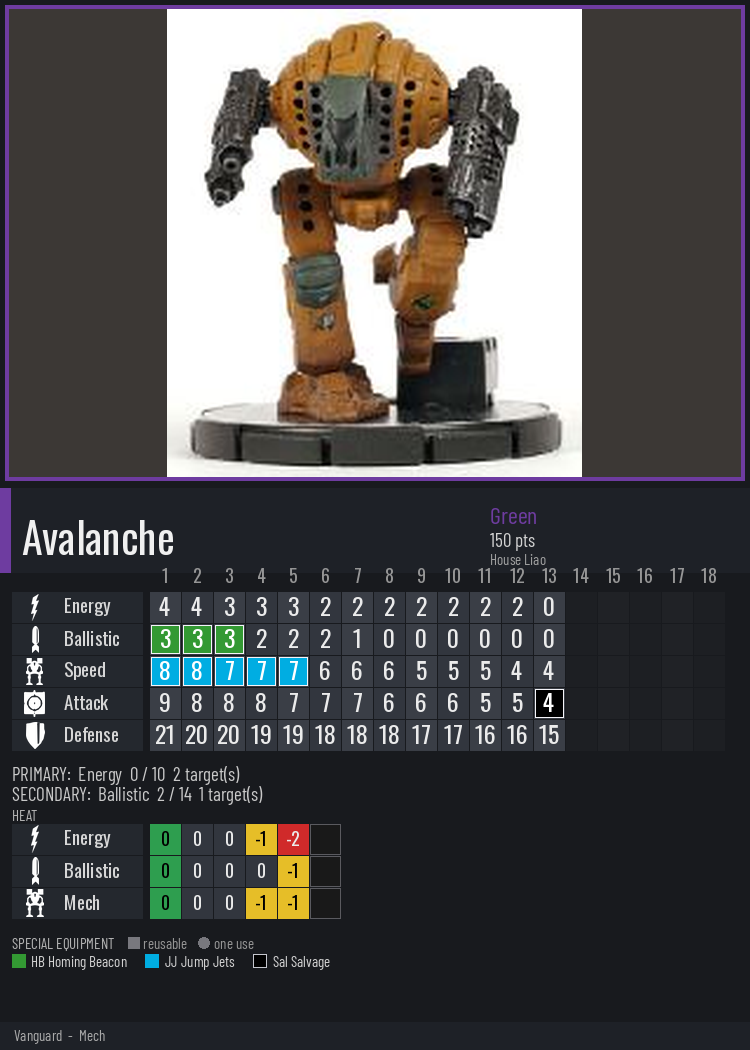 Avalanche
Green
150 pts
House Liao
1 2 3 4 5 6 7 8 9 10 11 12 13 14 15 16 17 18
Energy 4 4 3 3 3 2 2 2 2 2 2 2 0
Ballistic 3 3 3 2 2 2 1 0 0 0 0 0 0
Speed 8 8 7 7 7 6 6 6 5 5 5 4 4
Attack 9 8 8 8 7 7 7 6 6 6 5 5 4
Defense 21 20 20 19 19 18 18 18 17 17 16 16 15
PRIMARY: Energy 0 / 10 2 target(s)
SECONDARY: Ballistic 2 / 14 1 target(s)
HEAT
Energy 0 0 0 -1 -2
Ballistic 0 0 0 0 -1
Mech 0 0 0 -1 -1
SPECIAL EQUIPMENT reusable one use
HB Homing Beacon JJ Jump Jets Sal Salvage
Vanguard - Mech